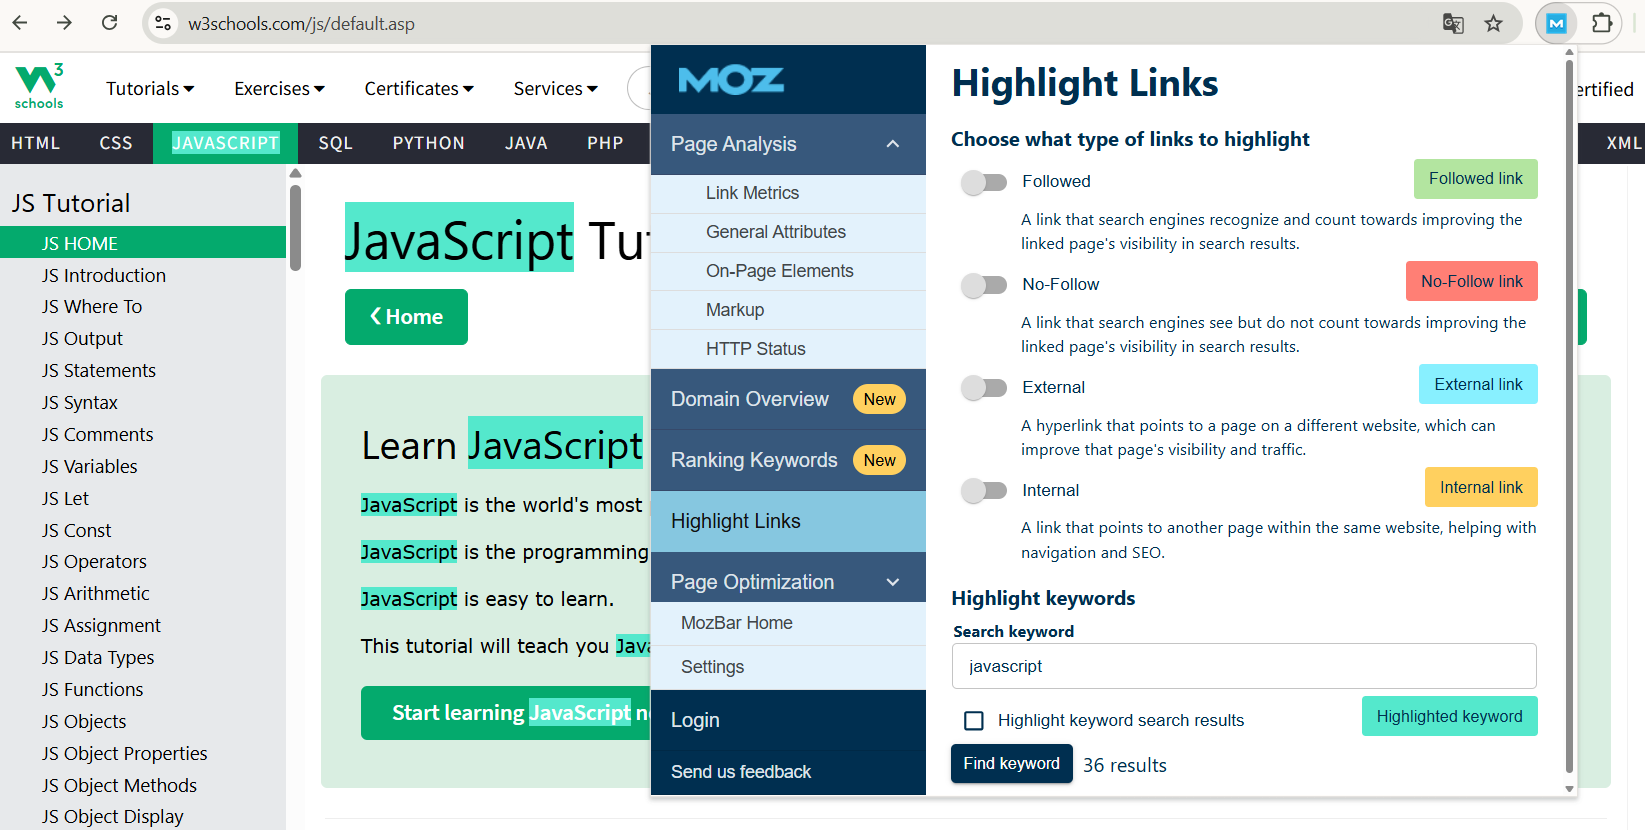 w3schools.com/js/default.asp
W3
schools
Tutorials
Exercises
Certificates
Services
ertified
HTML
CSS
JAVASCRIPT
SQL
PYTHON
JAVA
PHP
XML
JS Tutorial
JS HOME
JS Introduction
JS Where To
JS Output
JS Statements
JS Syntax
JS Comments
JS Variables
JS Let
JS Const
JS Operators
JS Arithmetic
JS Assignment
JS Data Types
JS Functions
JS Objects
JS Object Properties
JS Object Methods
JS Object Display
JavaScript Tu
❮ Home
Learn JavaScript
JavaScript is the world's most
JavaScript is the programming
JavaScript is easy to learn.
This tutorial will teach you Java
Start learning JavaScript n
MOZ
Page Analysis
Link Metrics
General Attributes
On-Page Elements
Markup
HTTP Status
Domain Overview New
Ranking Keywords New
Highlight Links
Page Optimization
MozBar Home
Settings
Login
Send us feedback
Highlight Links
Choose what type of links to highlight
Followed
Followed link
A link that search engines recognize and count towards improving the
linked page's visibility in search results.
No-Follow
No-Follow link
A link that search engines see but do not count towards improving the
linked page's visibility in search results.
External
External link
A hyperlink that points to a page on a different website, which can
improve that page's visibility and traffic.
Internal
Internal link
A link that points to another page within the same website, helping with
navigation and SEO.
Highlight keywords
Search keyword
javascript
Highlight keyword search results
Highlighted keyword
Find keyword
36 results